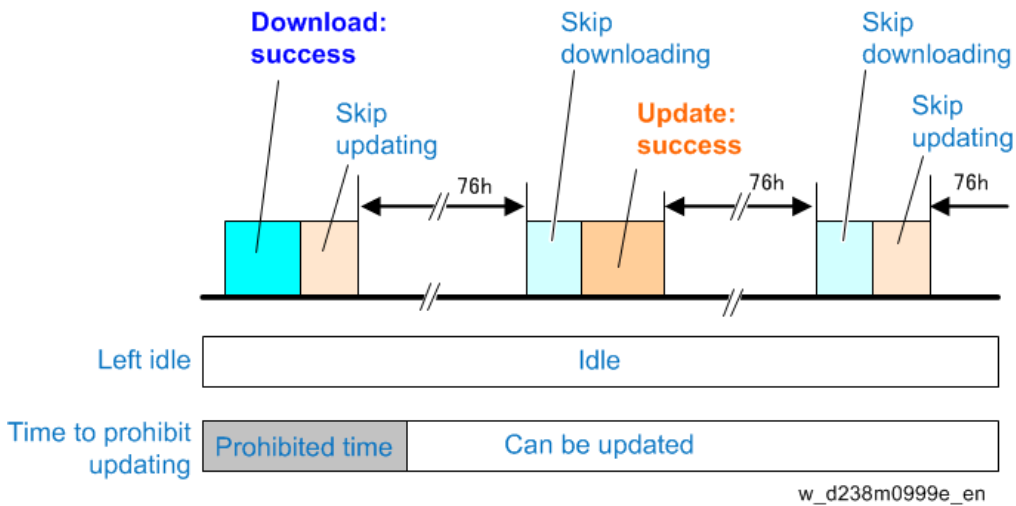 Download:
success
Skip
downloading
Skip
downloading
Skip
updating
Update:
success
Skip
updating
76h
76h
76h
Left idle
Idle
Time to prohibit
updating
Prohibited time
Can be updated
w_d238m0999e_en